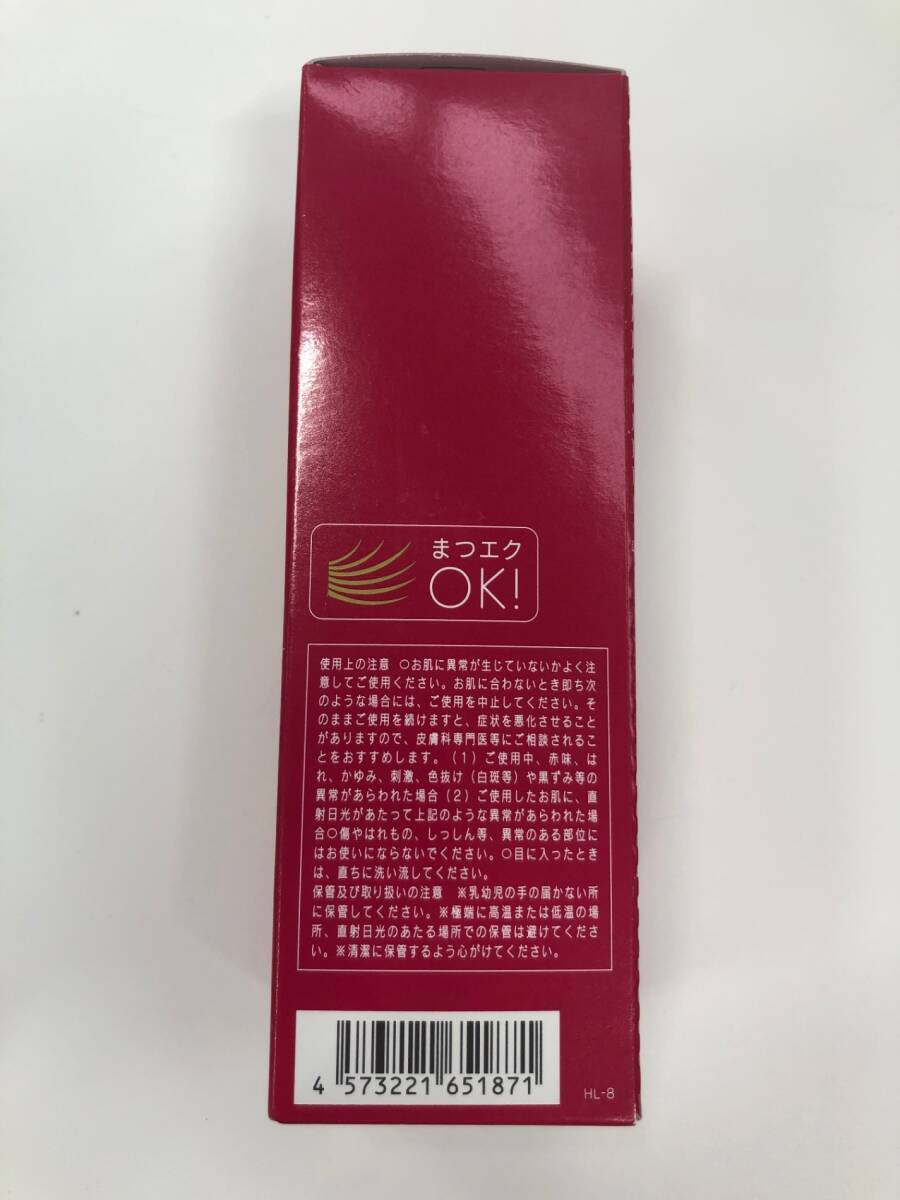 まつエク
OK!
使用上の注意 ○お肌に異常が生じていないかよく注
意してご使用ください。お肌に合わないとき即ち次
のような場合には、ご使用を中止してください。そ
のままご使用を続けますと、症状を悪化させること
がありますので、皮膚科専門医等にご相談されるこ
とをおすすめします。(1)ご使用中、赤味、は
れ、かゆみ、刺激、色抜け(白斑等)や黒ずみ等の
異常があらわれた場合(2)ご使用したお肌に、直
射日光があたって上記のような異常があらわれた場
合○傷やはれもの、しっしん等、異常のある部位に
はお使いにならないでください。○目に入ったとき
は、直ちに洗い流してください。
保管及び取り扱いの注意 ※乳幼児の手の届かない所
に保管してください。※極端に高温または低温の場
所、直射日光のあたる場所での保管は避けてくださ
い。※清潔に保管するよう心がけてください。
4 573221 651871
HL-8